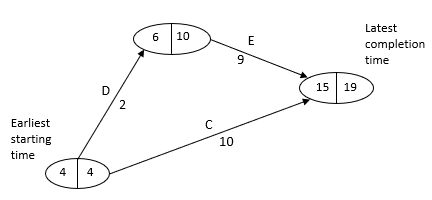 Latest
completion
time
6 10
E
9
15 19
D
2
C
10
Earliest
starting
time
4 4